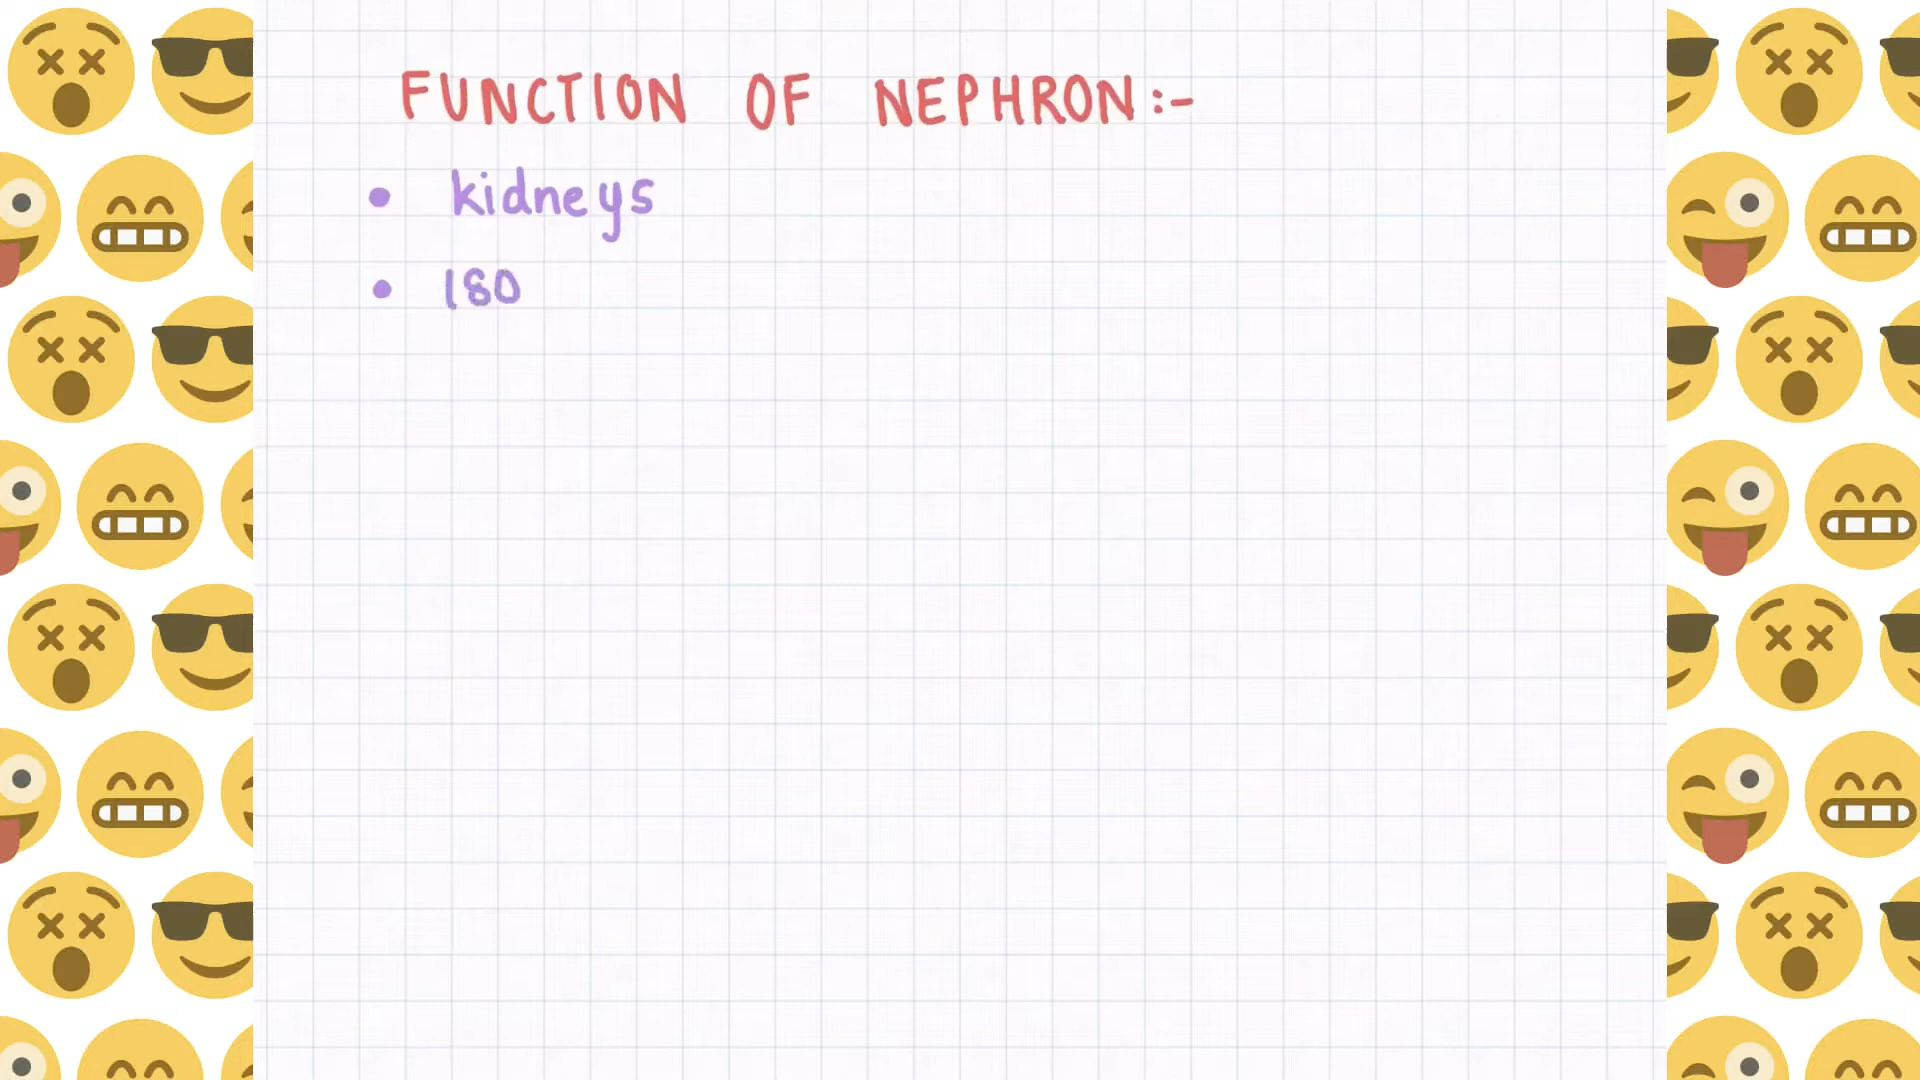 FUNCTION OF NEPHRON:-
• kidneys
• 180